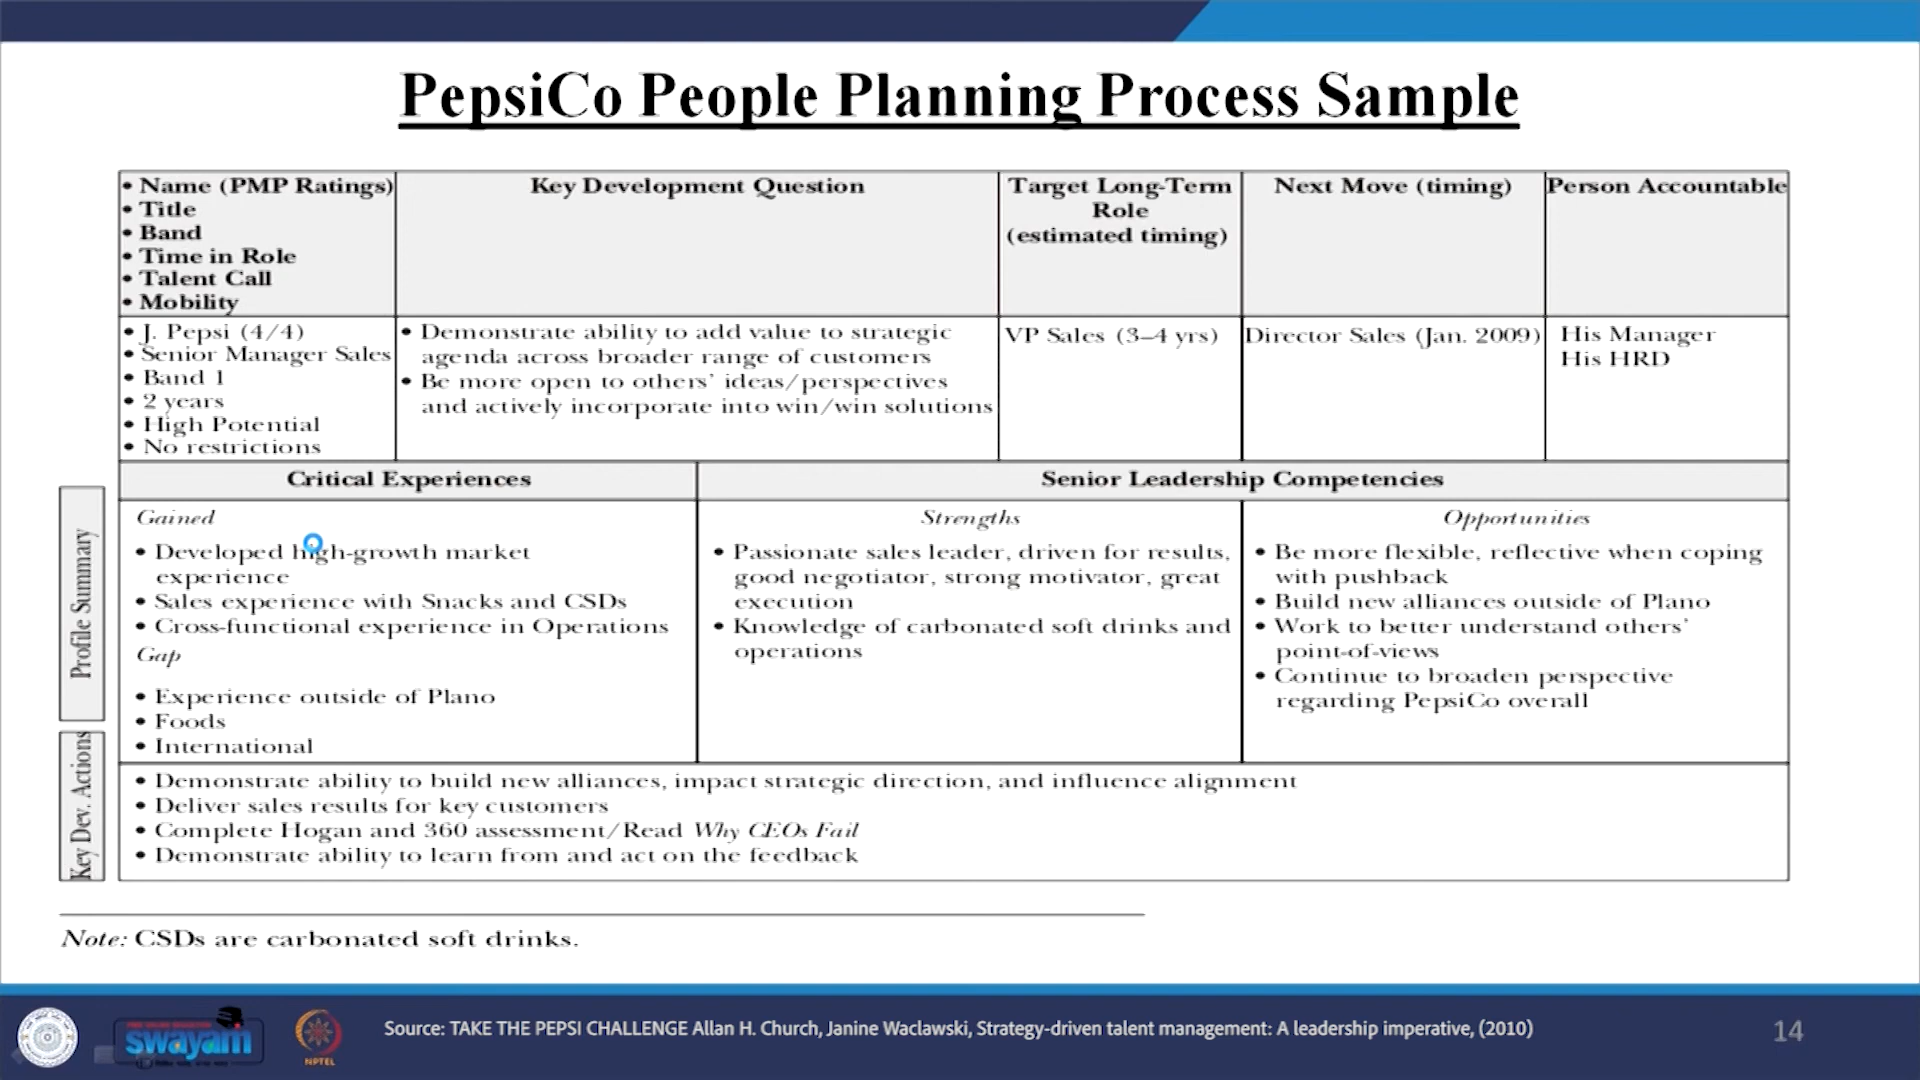 PepsiCo People Planning Process Sample
• Name (PMP Ratings)
• Title
• Band
• Time in Role
• Talent Call
• Mobility
Key Development Question
Target Long-Term
Role
(estimated timing)
Next Move (timing)
Person Accountable
• J. Pepsi (4/4)
• Senior Manager Sales
• Band 1
• 2 years
• High Potential
• No restrictions
• Demonstrate ability to add value to strategic
agenda across broader range of customers
• Be more open to others' ideas/perspectives
and actively incorporate into win/win solutions
VP Sales (3–4 yrs)
Director Sales (Jan. 2009)
His Manager
His HRD
Critical Experiences
Senior Leadership Competencies
Profile Summary
Gained
• Developed high-growth market
experience
• Sales experience with Snacks and CSDs
• Cross-functional experience in Operations
Gap
• Experience outside of Plano
• Foods
• International
Strengths
• Passionate sales leader, driven for results,
good negotiator, strong motivator, great
execution
• Knowledge of carbonated soft drinks and
operations
Opportunities
• Be more flexible, reflective when coping
with pushback
• Build new alliances outside of Plano
• Work to better understand others'
point-of-views
• Continue to broaden perspective
regarding PepsiCo overall
Key Dev. Actions
• Demonstrate ability to build new alliances, impact strategic direction, and influence alignment
• Deliver sales results for key customers
• Complete Hogan and 360 assessment/Read Why CEOs Fail
• Demonstrate ability to learn from and act on the feedback
Note: CSDs are carbonated soft drinks.
swayam
NPTEL
Source: TAKE THE PEPSI CHALLENGE Allan H. Church, Janine Waclawski, Strategy-driven talent management: A leadership imperative, (2010)
14